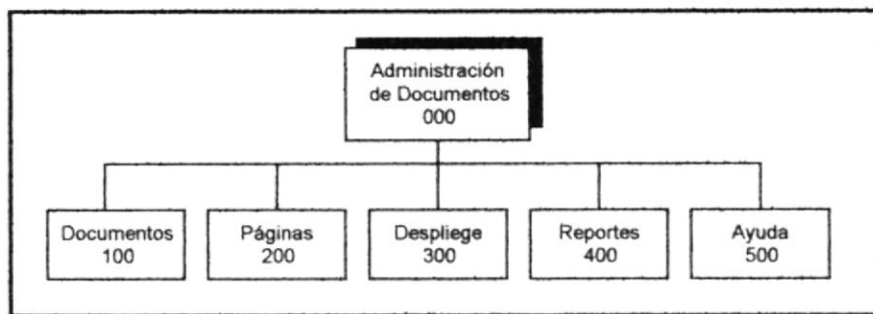 Administración
de Documentos
000
Documentos
100
Páginas
200
Despliege
300
Reportes
400
Ayuda
500